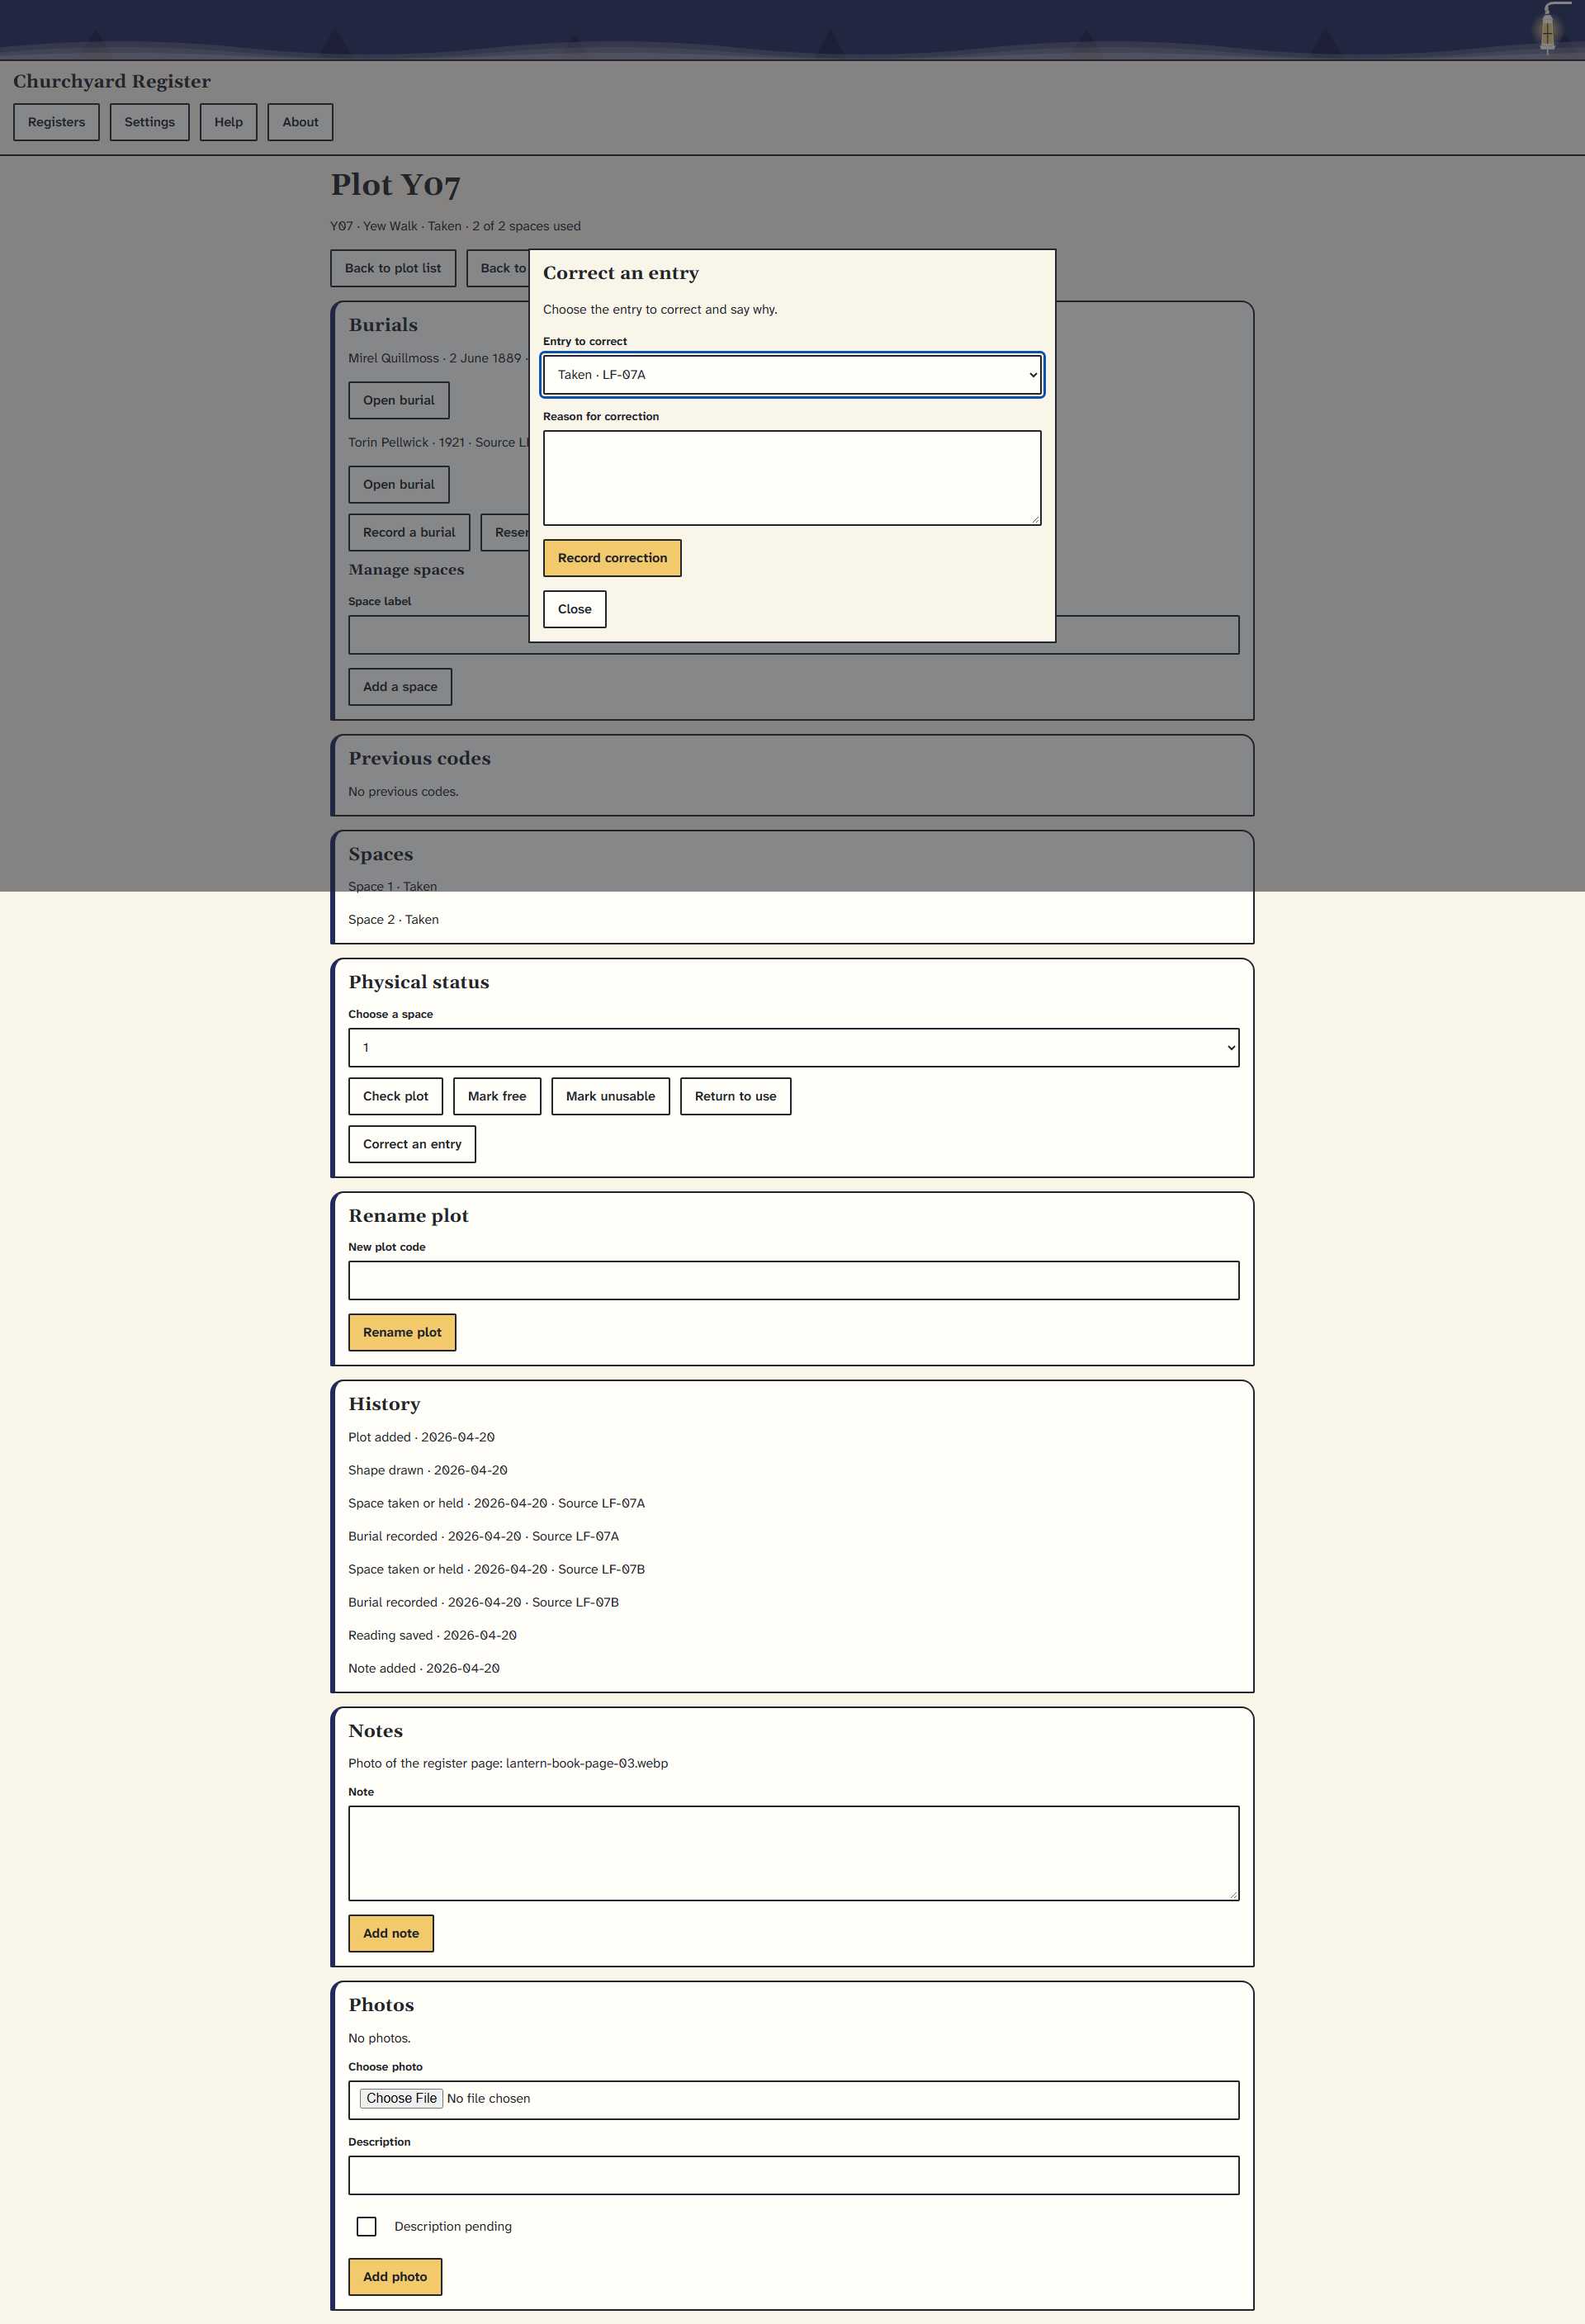 Churchyard Register
Registers Settings Help About
Plot Y07
Y07 · Yew Walk · Taken · 2 of 2 spaces used
Back to plot list Back to
Correct an entry
Choose the entry to correct and say why.
Entry to correct
Taken · LF-07A
Reason for correction
Record correction
Close
Burials
Mirel Quillmoss · 2 June 1889 ·
Open burial
Torin Pellwick · 1921 · Source
Open burial
Record a burial
Manage spaces
Space label
Add a space
Previous codes
No previous codes.
Spaces
Space 1 · Taken
Space 2 · Taken
Physical status
Choose a space
1
Check plot Mark free Mark unusable Return to use
Correct an entry
Rename plot
New plot code
Rename plot
History
Plot added · 2026-04-20
Shape drawn · 2026-04-20
Space taken or held · 2026-04-20 · Source LF-07A
Burial recorded · 2026-04-20 · Source LF-07A
Space taken or held · 2026-04-20 · Source LF-07B
Burial recorded · 2026-04-20 · Source LF-07B
Reading saved · 2026-04-20
Note added · 2026-04-20
Notes
Photo of the register page: lantern-book-page-03.webp
Note
Add note
Photos
No photos.
Choose photo
Choose File No file chosen
Description
Description pending
Add photo